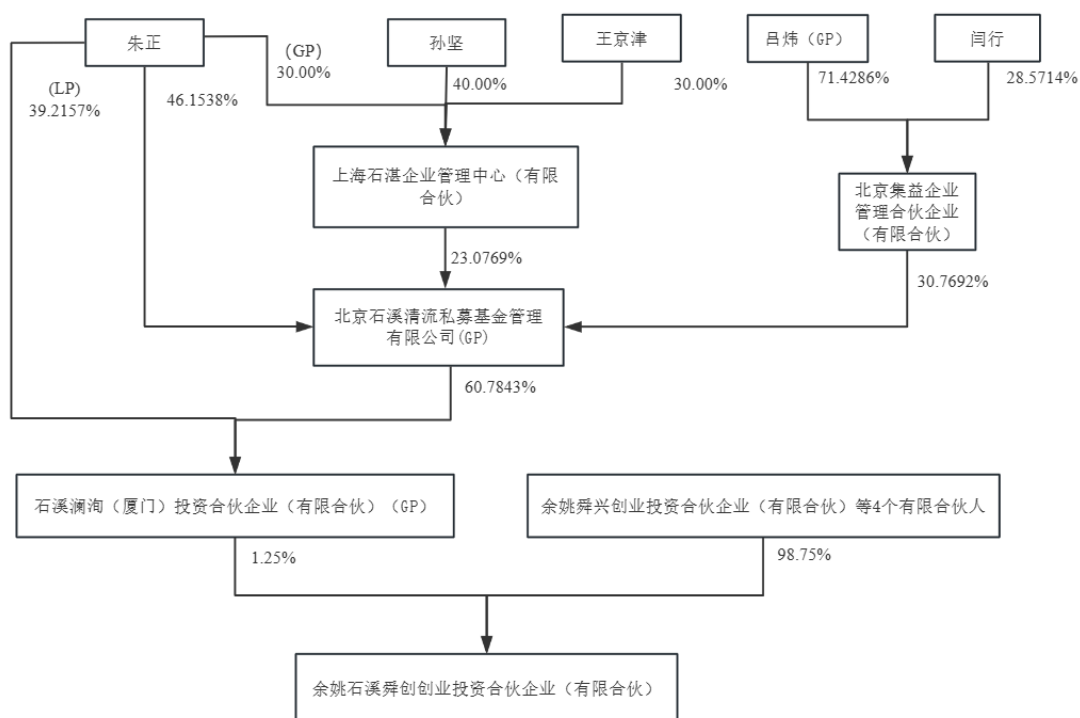 朱正
孙坚
王京津
吕炜（GP）
闫行
(LP)
39.2157%
46.1538%
(GP)
30.00%
40.00%
30.00%
71.4286%
28.5714%
上海石湛企业管理中心（有限
合伙）
北京集益企业
管理合伙企业
（有限合伙）
23.0769%
30.7692%
北京石溪清流私募基金管理
有限公司(GP)
60.7843%
石溪澜洵（厦门）投资合伙企业（有限合伙）（GP）
余姚舜兴创业投资合伙企业（有限合伙）等4个有限合伙人
1.25%
98.75%
余姚石溪舜创创业投资合伙企业（有限合伙）